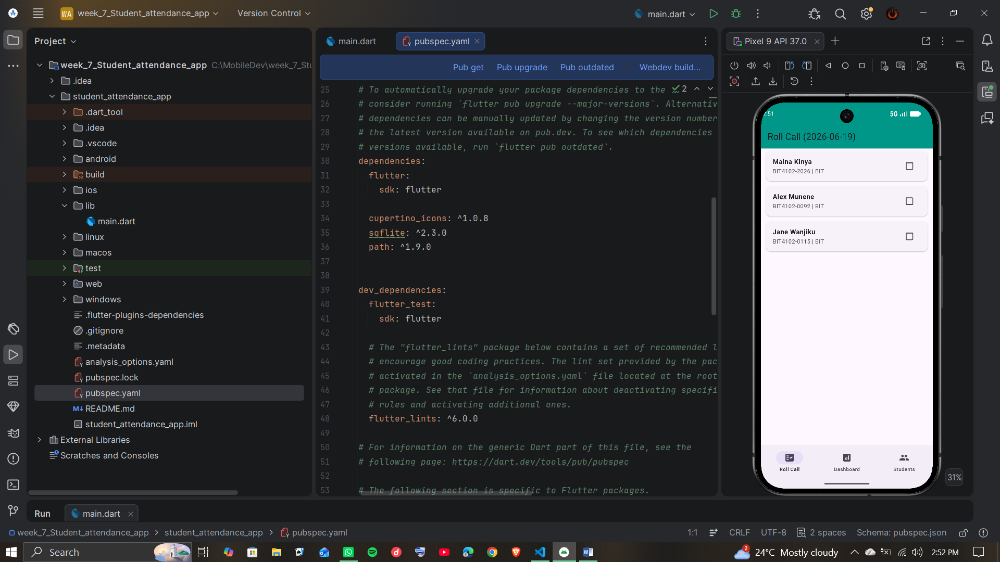 WA week_7_Student_attendance_app Version Control main.dart
Project
week_7_Student_attendance_app C:\MobileDev\week_7_Stu
.idea
student_attendance_app
.dart_tool
.idea
.vscode
android
build
ios
lib
main.dart
linux
macos
test
web
windows
.flutter-plugins-dependencies
.gitignore
.metadata
analysis_options.yaml
pubspec.lock
pubspec.yaml
README.md
student_attendance_app.iml
External Libraries
Scratches and Consoles
main.dart pubspec.yaml
Pub get Pub upgrade Pub outdated Webdev build...
2
25 # To automatically upgrade your package dependencies to the
26 # consider running `flutter pub upgrade --major-versions`. Alternativ
27 # dependencies can be manually updated by changing the version number
28 # the latest version available on pub.dev. To see which dependencies
29 # versions available, run `flutter pub outdated`.
30 dependencies:
31 flutter:
32 sdk: flutter
33
34 cupertino_icons: ^1.0.8
35 sqflite: ^2.3.0
36 path: ^1.9.0
37
38
39 dev_dependencies:
40 flutter_test:
41 sdk: flutter
42
43 # The "flutter_lints" package below contains a set of recommended l
44 # encourage good coding practices. The lint set provided by the pac
45 # activated in the `analysis_options.yaml` file located at the root
46 # package. See that file for information about deactivating specifi
47 # rules and activating additional ones.
48 flutter_lints: ^6.0.0
49
50 # For information on the generic Dart part of this file, see the
51 # following page: https://dart.dev/tools/pub/pubspec
52
53 # The following section is specific to Flutter packages.
Pixel 9 API 37.0
:51 5G
Roll Call (2026-06-19)
Maina Kinya
BIT4102-2026 | BIT
Alex Munene
BIT4102-0092 | BIT
Jane Wanjiku
BIT4102-0115 | BIT
Roll Call Dashboard Students
31%
Run main.dart
week_7_Student_attendance_app student_attendance_app pubspec.yaml 1:1 CRLF UTF-8 2 spaces Schema: pubspec.json
Search 2 24°C Mostly cloudy 2:52 PM